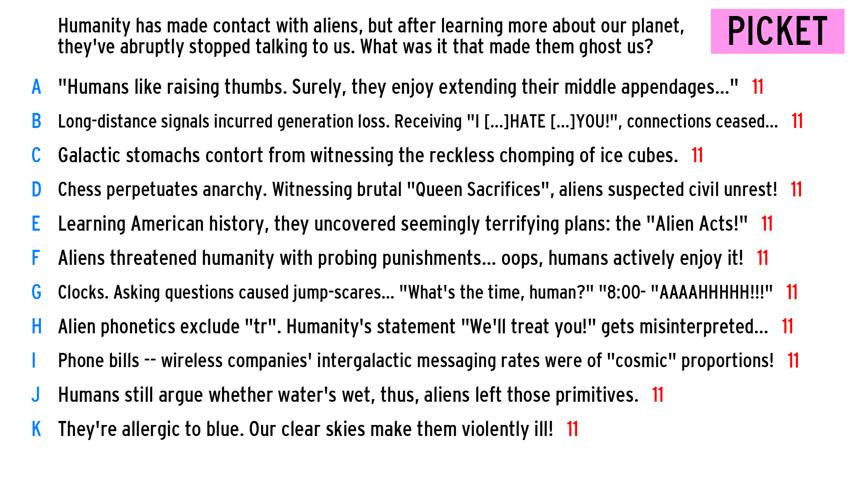 Humanity has made contact with aliens, but after learning more about our planet,
they've abruptly stopped talking to us. What was it that made them ghost us?
PICKET
A "Humans like raising thumbs. Surely, they enjoy extending their middle appendages..." 11
B Long-distance signals incurred generation loss. Receiving "I [...]HATE [...]YOU!", connections ceased... 11
C Galactic stomachs contort from witnessing the reckless chomping of ice cubes. 11
D Chess perpetuates anarchy. Witnessing brutal "Queen Sacrifices", aliens suspected civil unrest! 11
E Learning American history, they uncovered seemingly terrifying plans: the "Alien Acts!" 11
F Aliens threatened humanity with probing punishments... oops, humans actively enjoy it! 11
G Clocks. Asking questions caused jump-scares... "What's the time, human?" "8:00- "AAAAHHHHH!!!" 11
H Alien phonetics exclude "tr". Humanity's statement "We'll treat you!" gets misinterpreted... 11
I Phone bills -- wireless companies' intergalactic messaging rates were of "cosmic" proportions! 11
J Humans still argue whether water's wet, thus, aliens left those primitives. 11
K They're allergic to blue. Our clear skies make them violently ill! 11